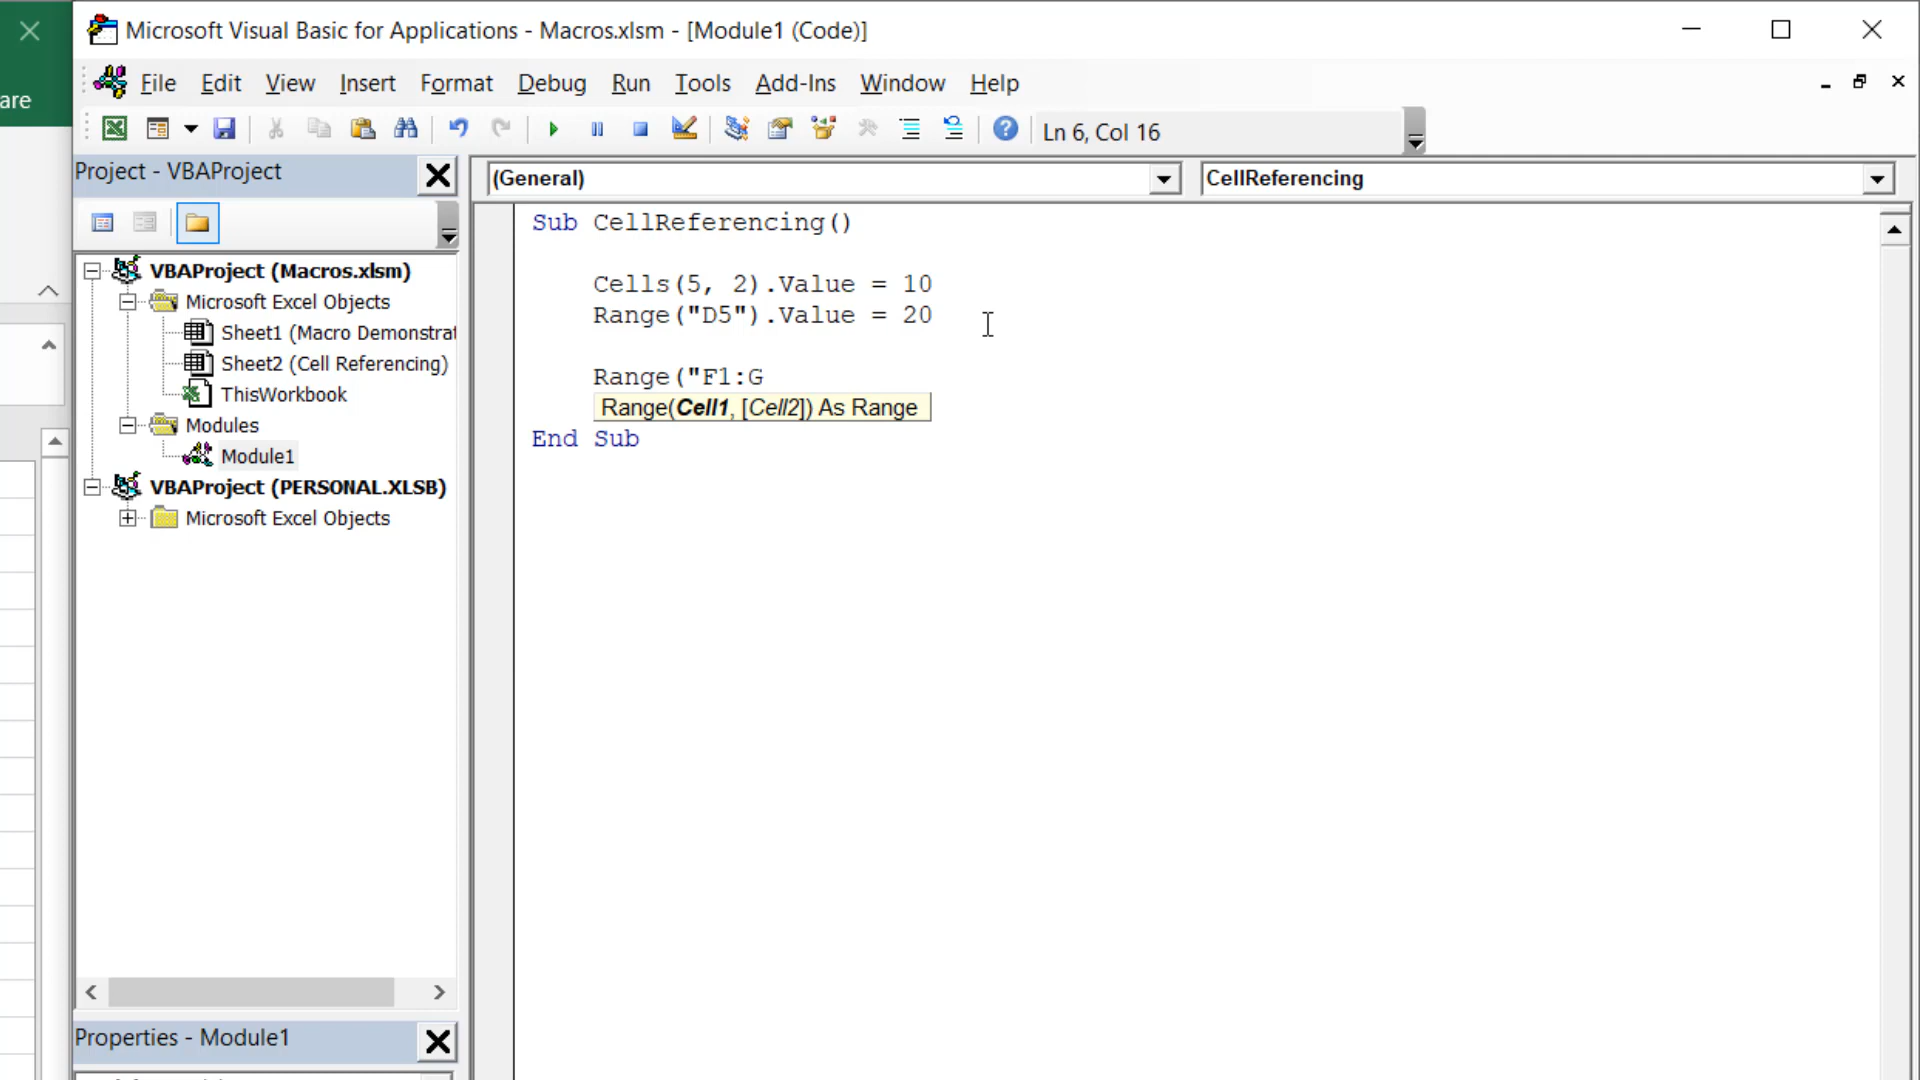 Microsoft Visual Basic for Applications - Macros.xlsm - [Module1 (Code)]
are
File Edit View Insert Format Debug Run Tools Add-Ins Window Help
Ln 6, Col 16
Project - VBAProject
(General)
CellReferencing
VBAProject (Macros.xlsm)
Microsoft Excel Objects
Sheet1 (Macro Demonstrat
Sheet2 (Cell Referencing)
ThisWorkbook
Modules
Module1
VBAProject (PERSONAL.XLSB)
Microsoft Excel Objects
Sub CellReferencing()
Cells(5, 2).Value = 10
Range("D5").Value = 20
Range("F1:G
Range(Cell1, [Cell2]) As Range
End Sub
Properties - Module1